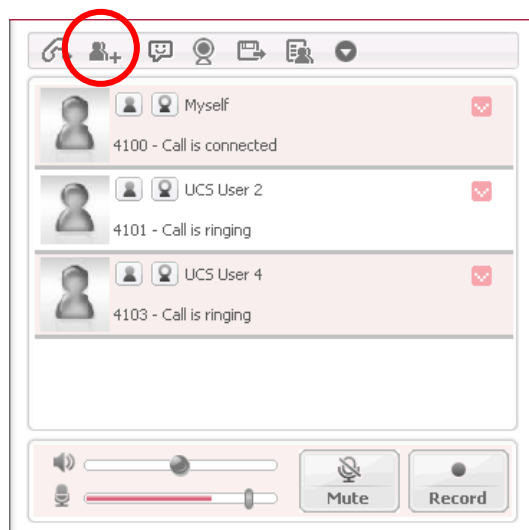 Myself
4100 - Call is connected
UCS User 2
4101 - Call is ringing
UCS User 4
4103 - Call is ringing
Mute
Record